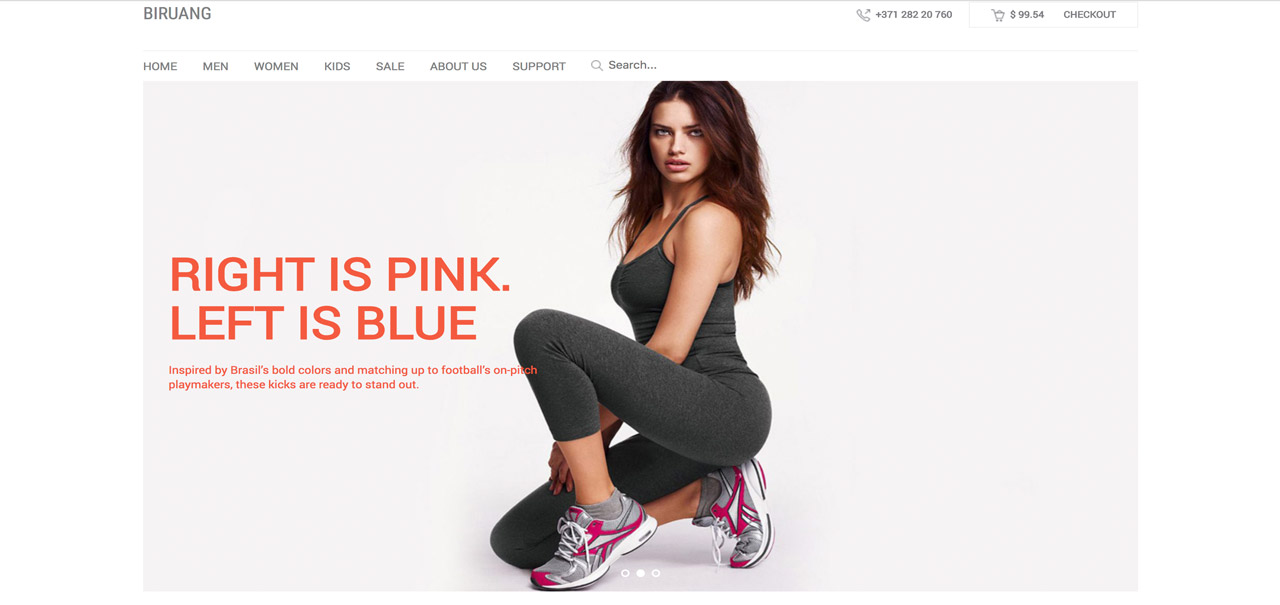 BIRUANG
+371 282 20 760
$ 99.54
CHECKOUT
HOME MEN WOMEN KIDS SALE ABOUT US SUPPORT Search...
RIGHT IS PINK.
LEFT IS BLUE
Inspired by Brasil's bold colors and matching up to football's on-pitch
playmakers, these kicks are ready to stand out.